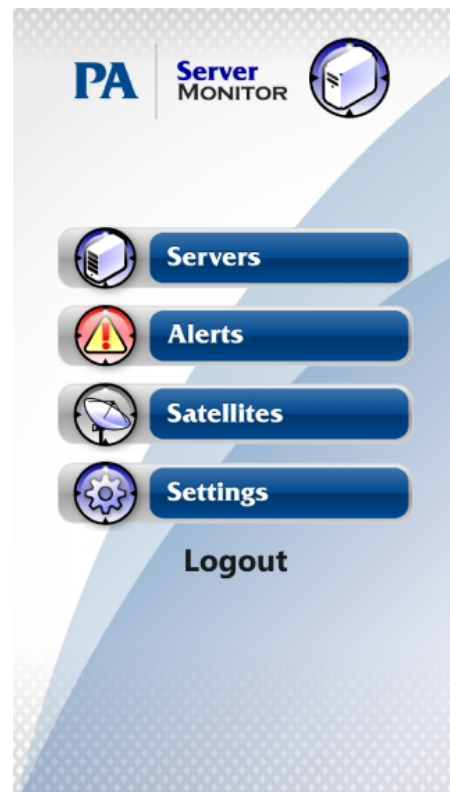 PA
Server
MONITOR
Servers
Alerts
Satellites
Settings
Logout